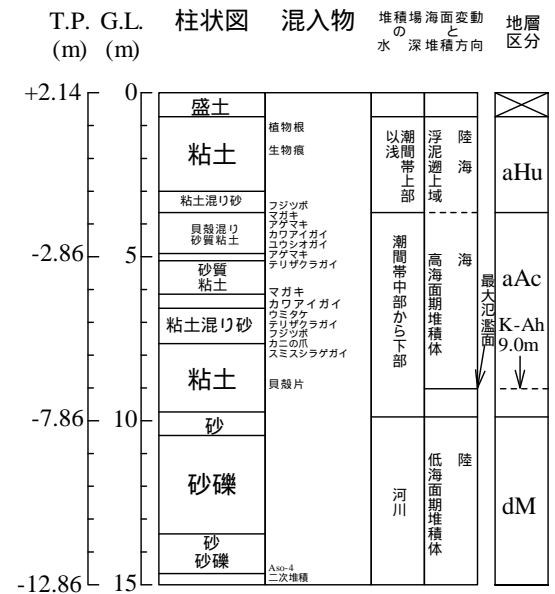 T.P. G.L. 柱状図 混入物 堆積場の水深 海面変動と堆積方向 地層区分
(m) (m)
+2.14 0
盛土
粘土
粘土混り砂
貝殻混り
砂質粘土
-2.86 5
砂質
粘土
粘土混り砂
粘土
-7.86 10
砂
砂礫
砂
砂礫
-12.86 15
植物根
生物痕
フジツボ
マガキ
アゲマキ
カワアイガイ
ユウシオガイ
アゲマキ
テリザクラガイ
マガキ
カワアイガイ
ウミタケ
テリザクラガイ
フジツボ
カニの爪
スミスシラゲガイ
貝殻片
Aso-4
二次堆積
潮間帯上部
以浅
潮間帯中部から下部
河川
陸
海
浮泥遡上域
海
高海面期堆積体
陸
低海面期堆積体
最大氾濫面
aHu
aAc
K-Ah
9.0m
dM